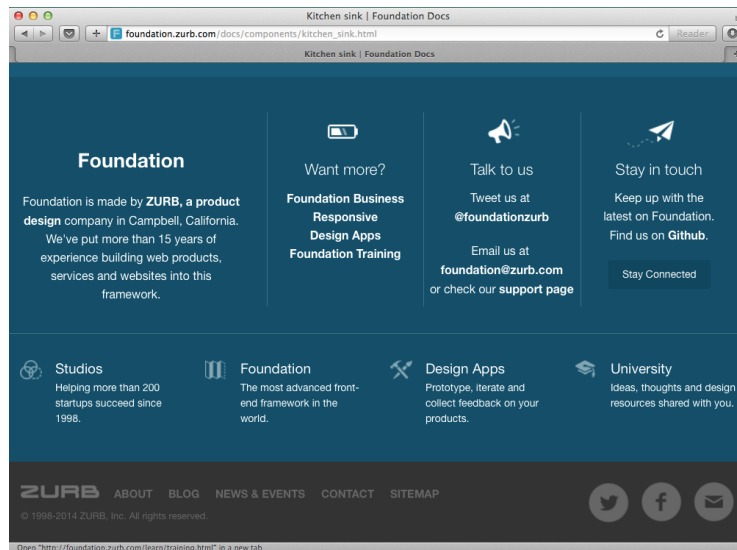 Kitchen sink | Foundation Docs
foundation.zurb.com/docs/components/kitchen_sink.html
Reader
Kitchen sink | Foundation Docs
Foundation
Foundation is made by ZURB, a product
design company in Campbell, California.
We've put more than 15 years of
experience building web products,
services and websites into this
framework.
Want more?
Foundation Business
Responsive
Design Apps
Foundation Training
Talk to us
Tweet us at
@foundationzurb
Email us at
foundation@zurb.com
or check our support page
Stay in touch
Keep up with the
latest on Foundation.
Find us on Github.
Stay Connected
Studios
Helping more than 200
startups succeed since
1998.
Foundation
The most advanced front-
end framework in the
world.
Design Apps
Prototype, iterate and
collect feedback on your
products.
University
Ideas, thoughts and design
resources shared with you.
ZURB ABOUT BLOG NEWS & EVENTS CONTACT SITEMAP
© 1998-2014 ZURB, Inc. All rights reserved.
Open "http://foundation.zurb.com/learn/training.html" in a new tab